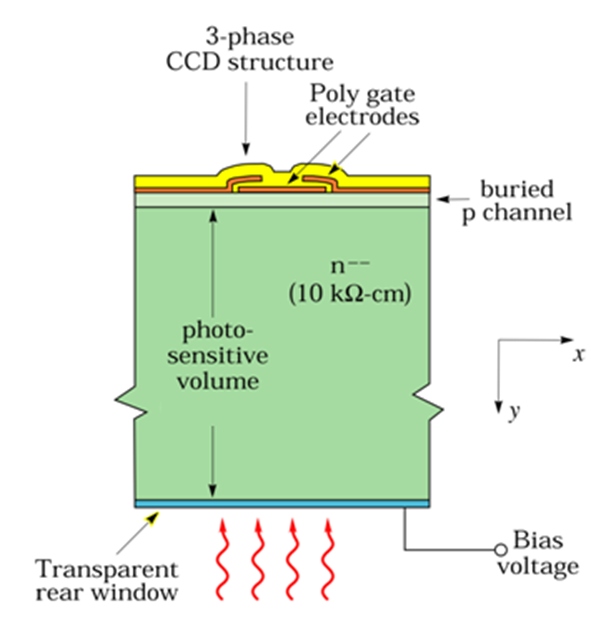 3-phase
CCD structure
Poly gate
electrodes
buried
p channel
n−−
(10 kΩ-cm)
photo-
sensitive
volume
x
y
Bias
voltage
Transparent
rear window